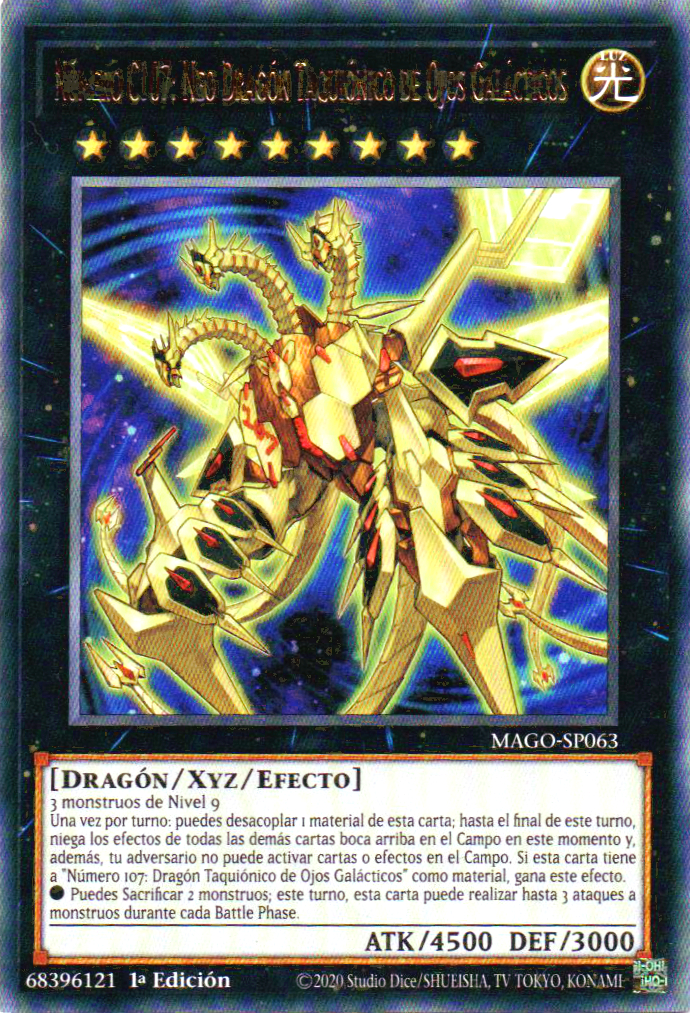 Número C107: Neo Dragón Taquiónico de Ojos Galácticos
LUZ
光
MAGO-SP063
[Dragón/Xyz/Efecto]
3 monstruos de Nivel 9
Una vez por turno: puedes desacoplar 1 material de esta carta; hasta el final de este turno,
niega los efectos de todas las demás cartas boca arriba en el Campo en este momento y,
además, tu adversario no puede activar cartas o efectos en el Campo. Si esta carta tiene
a "Número 107: Dragón Taquiónico de Ojos Galácticos" como material, gana este efecto.
● Puedes Sacrificar 2 monstruos; este turno, esta carta puede realizar hasta 3 ataques a
monstruos durante cada Battle Phase.
ATK/4500 DEF/3000
68396121 1ª Edición ©2020 Studio Dice/SHUEISHA, TV TOKYO, KONAMI